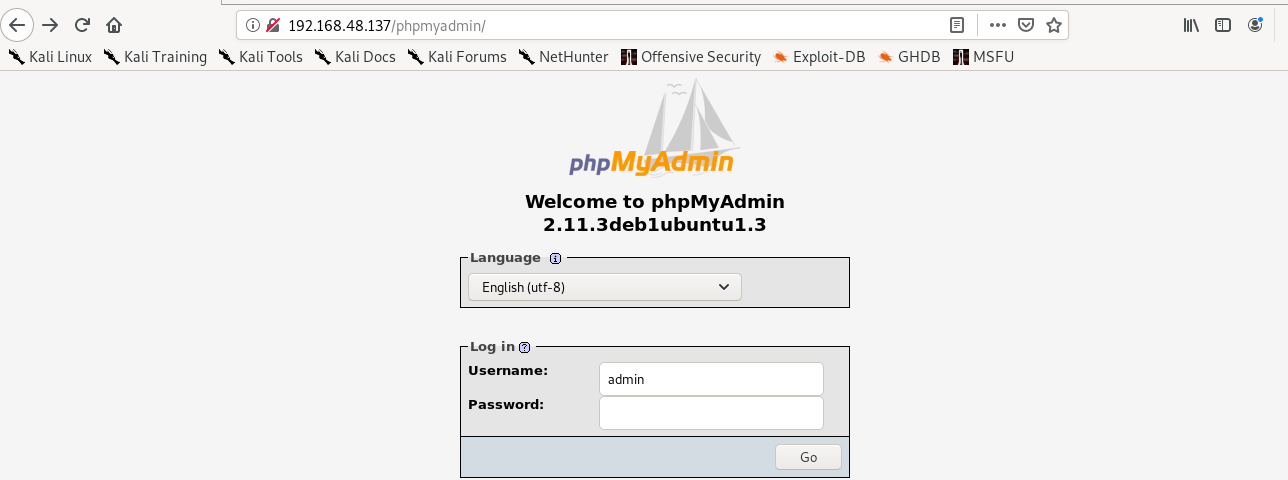 192.168.48.137/phpmyadmin/
Kali Linux Kali Training Kali Tools Kali Docs Kali Forums NetHunter Offensive Security Exploit-DB GHDB MSFU
phpMyAdmin
Welcome to phpMyAdmin
2.11.3deb1ubuntu1.3
Language
English (utf-8)
Log in
Username: admin
Password:
Go